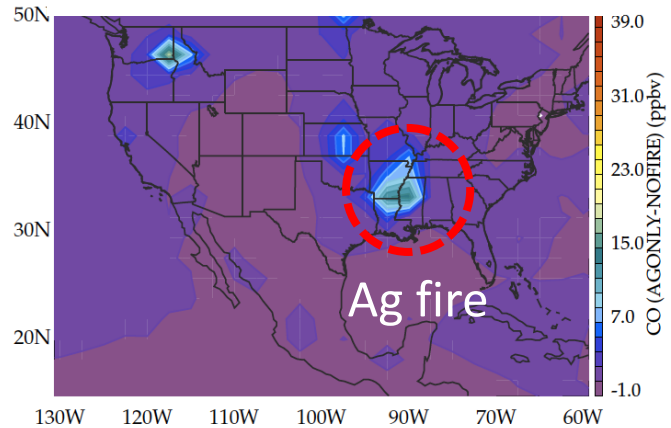 50N
40N
30N
20N
130W 120W 110W 100W 90W 80W 70W 60W
Ag fire
39.0
31.0
23.0
15.0
7.0
-1.0
CO (AGONLY-NOFIRE) (ppbv)